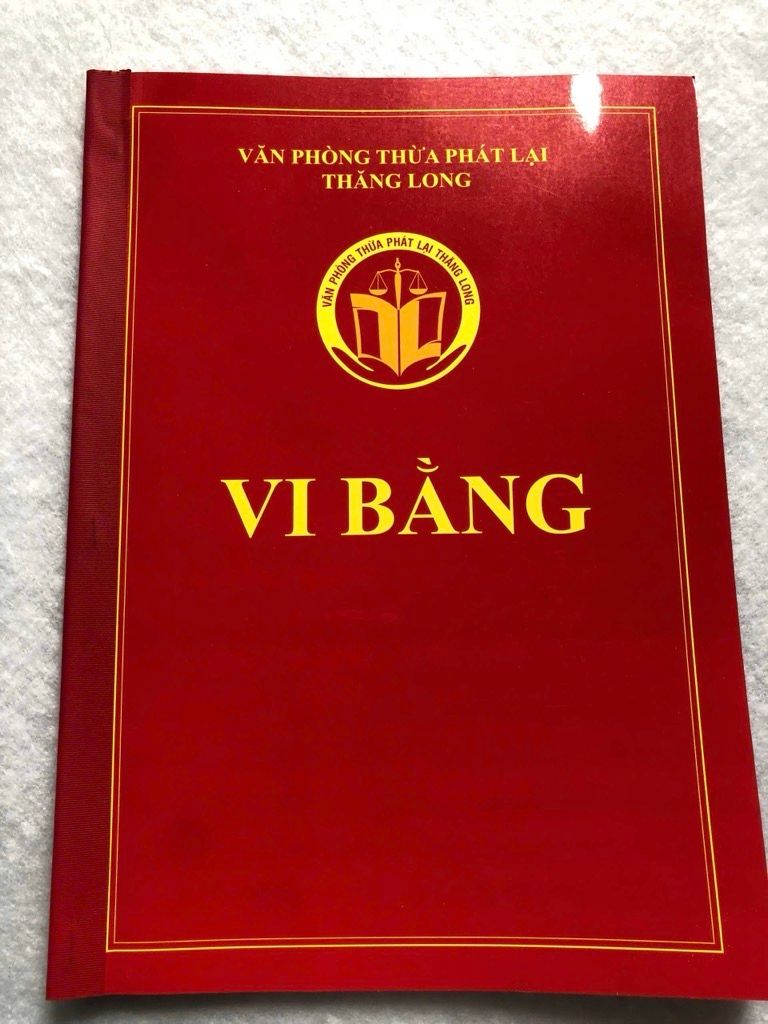 VĂN PHÒNG THỪA PHÁT LẠI
THĂNG LONG
VĂN PHÒNG THỪA PHÁT LẠI THĂNG LONG
VI BẰNG